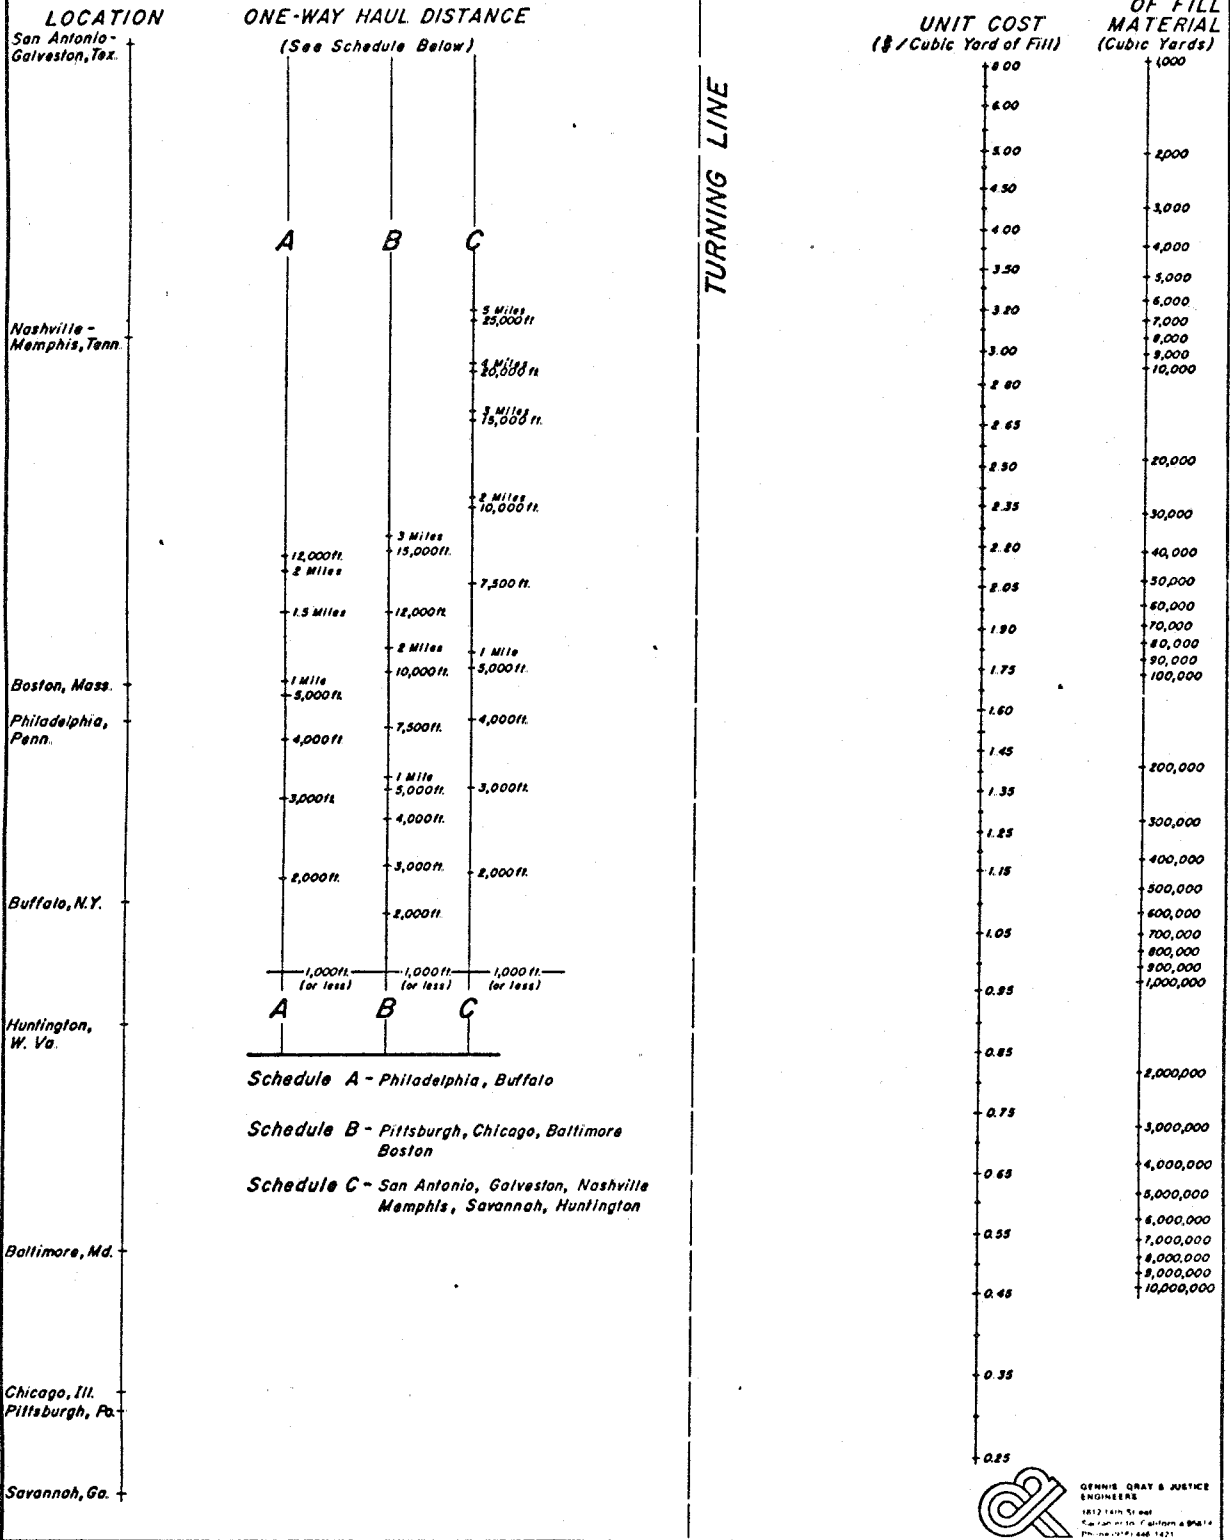 LOCATION
San Antonio-
Galveston, Tex.
Nashville -
Memphis, Tenn.
Boston, Mass.
Philadelphia,
Penn.
Buffalo, N.Y.
Huntington,
W. Va.
Baltimore, Md.
Chicago, Ill.
Pittsburgh, Pa.
Savannah, Ga.
ONE-WAY HAUL DISTANCE
(See Schedule Below)
A
12,000 ft.
2 Miles
1.5 Miles
1 Mile
5,000 ft.
4,000 ft.
3,000 ft.
2,000 ft.
1,000 ft.
(or less)
A
B
3 Miles
15,000 ft.
12,000 ft.
2 Miles
10,000 ft.
7,500 ft.
1 Mile
5,000 ft.
4,000 ft.
3,000 ft.
2,000 ft.
1,000 ft.
(or less)
B
C
5 Miles
25,000 ft.
4 Miles
20,000 ft.
3 Miles
15,000 ft.
2 Miles
10,000 ft.
7,500 ft.
1 Mile
5,000 ft.
4,000 ft.
3,000 ft.
2,000 ft.
1,000 ft.
(or less)
C
Schedule A - Philadelphia, Buffalo
Schedule B - Pittsburgh, Chicago, Baltimore
Boston
Schedule C - San Antonio, Galveston, Nashville
Memphis, Savannah, Huntington
TURNING LINE
UNIT COST
($/Cubic Yard of Fill)
8.00
6.00
5.00
4.50
4.00
3.50
3.20
3.00
2.80
2.65
2.50
2.35
2.20
2.05
1.90
1.75
1.60
1.45
1.35
1.25
1.15
1.05
0.95
0.85
0.75
0.65
0.55
0.45
0.35
0.25
OF FILL
MATERIAL
(Cubic Yards)
1,000
2,000
3,000
4,000
5,000
6,000
7,000
8,000
9,000
10,000
20,000
30,000
40,000
50,000
60,000
70,000
80,000
90,000
100,000
200,000
300,000
400,000
500,000
600,000
700,000
800,000
900,000
1,000,000
2,000,000
3,000,000
4,000,000
5,000,000
6,000,000
7,000,000
8,000,000
9,000,000
10,000,000
GENNIS GRAY & JUSTICE
ENGINEERS